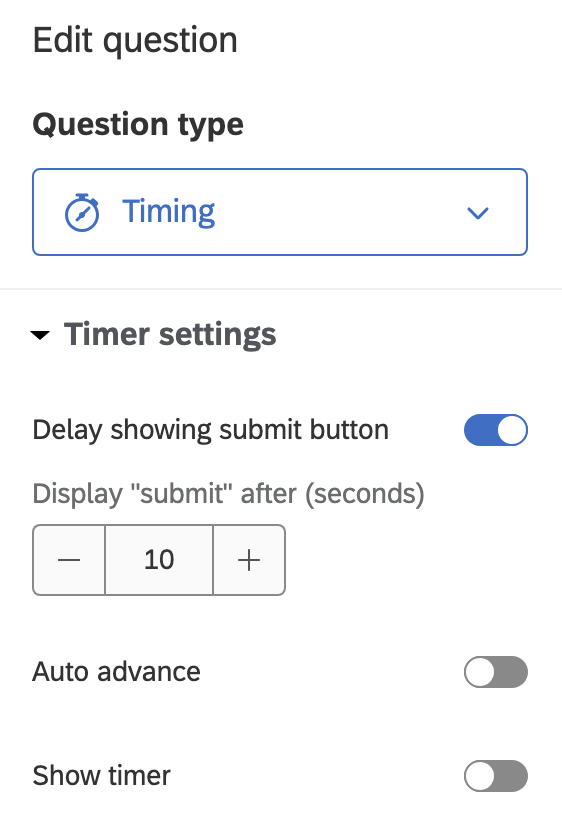 Edit question
Question type
Timing
Timer settings
Delay showing submit button
Display "submit" after (seconds)
— 10 +
Auto advance
Show timer